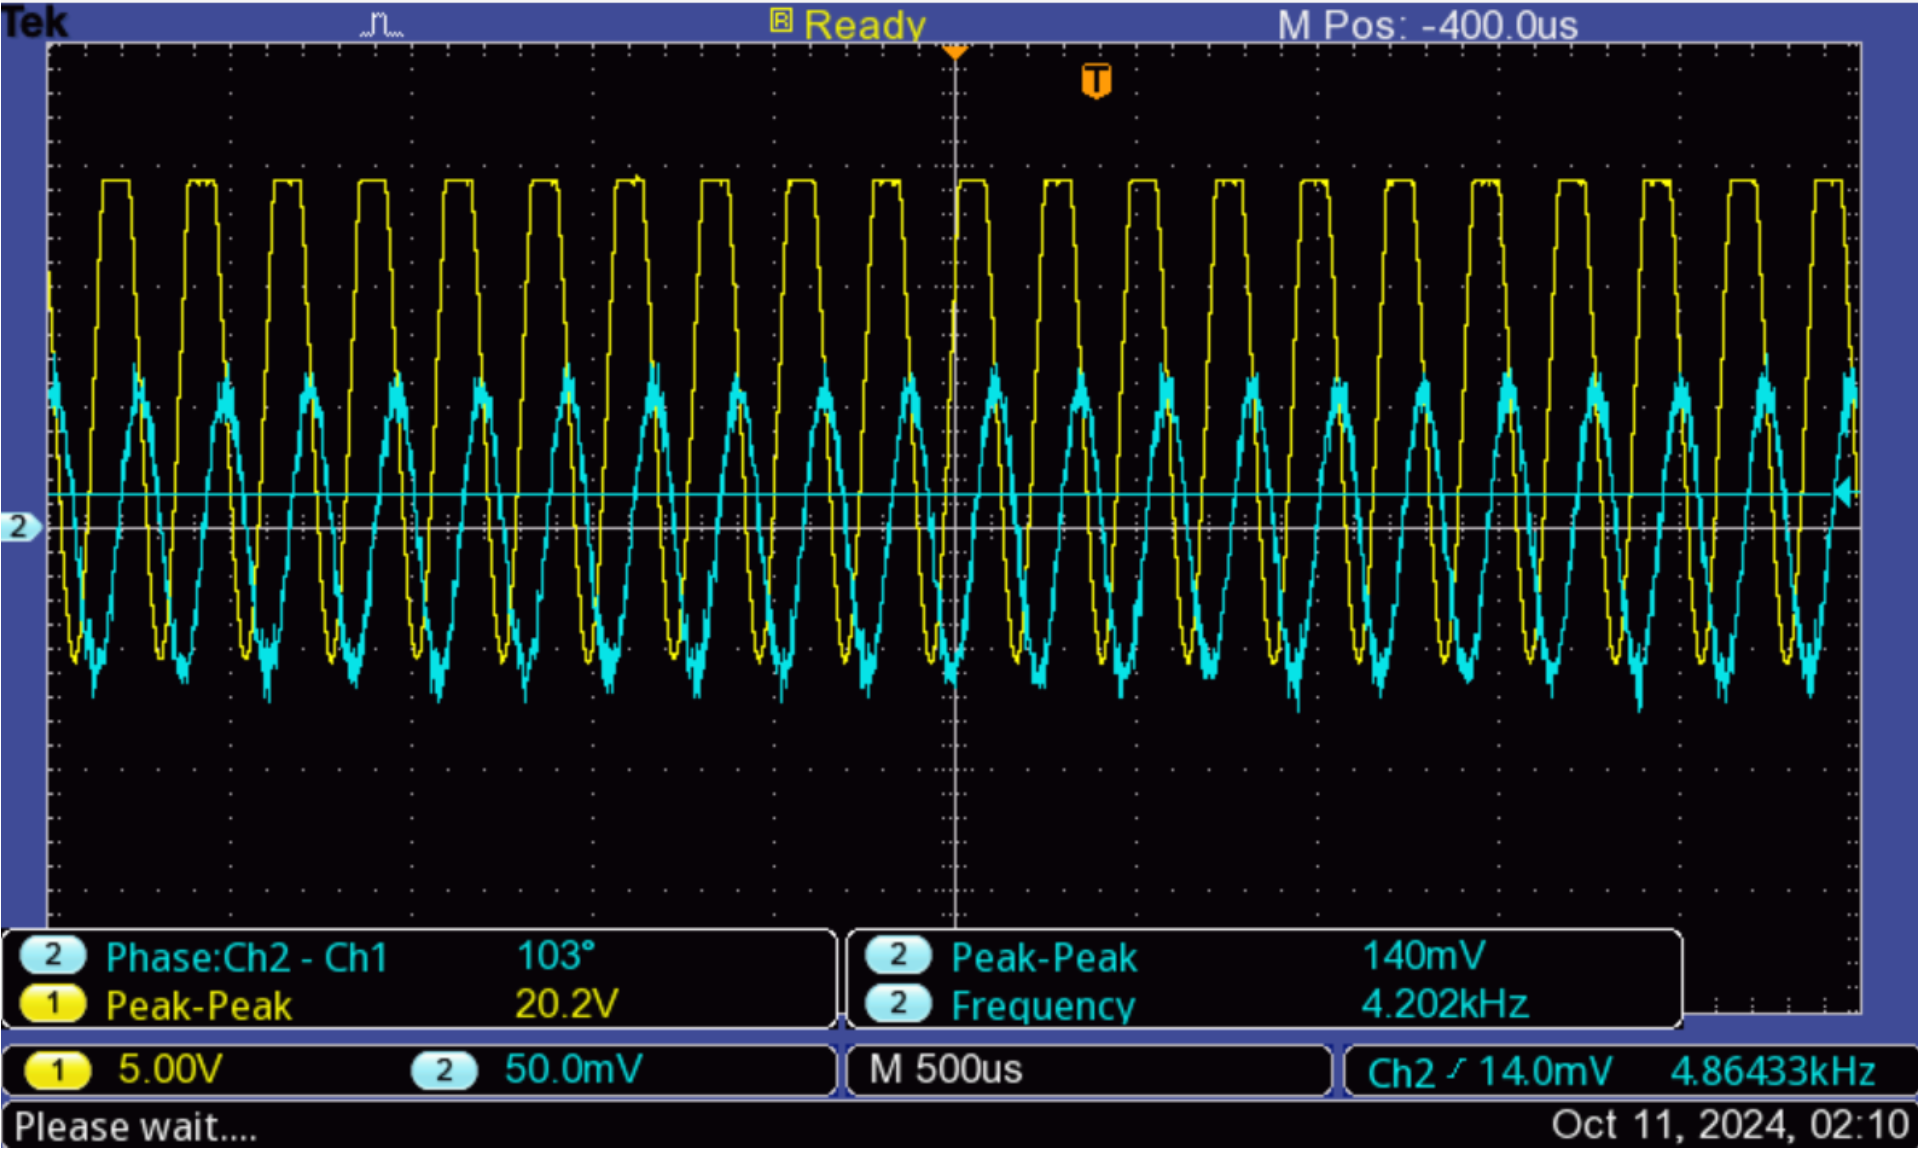 Tek R Ready M Pos: -400.0us
T
2
2 Phase:Ch2 - Ch1 103° 2 Peak-Peak 140mV
1 Peak-Peak 20.2V 2 Frequency 4.202kHz
1 5.00V 2 50.0mV M 500us Ch2 14.0mV 4.86433kHz
Please wait.... Oct 11, 2024, 02:10